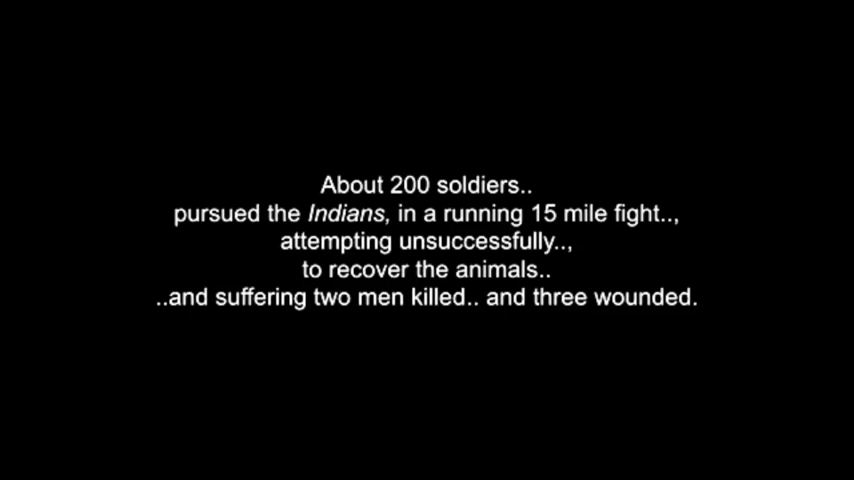 About 200 soldiers..
pursued the Indians, in a running 15 mile fight..,
attempting unsuccessfully..,
to recover the animals..
..and suffering two men killed.. and three wounded.